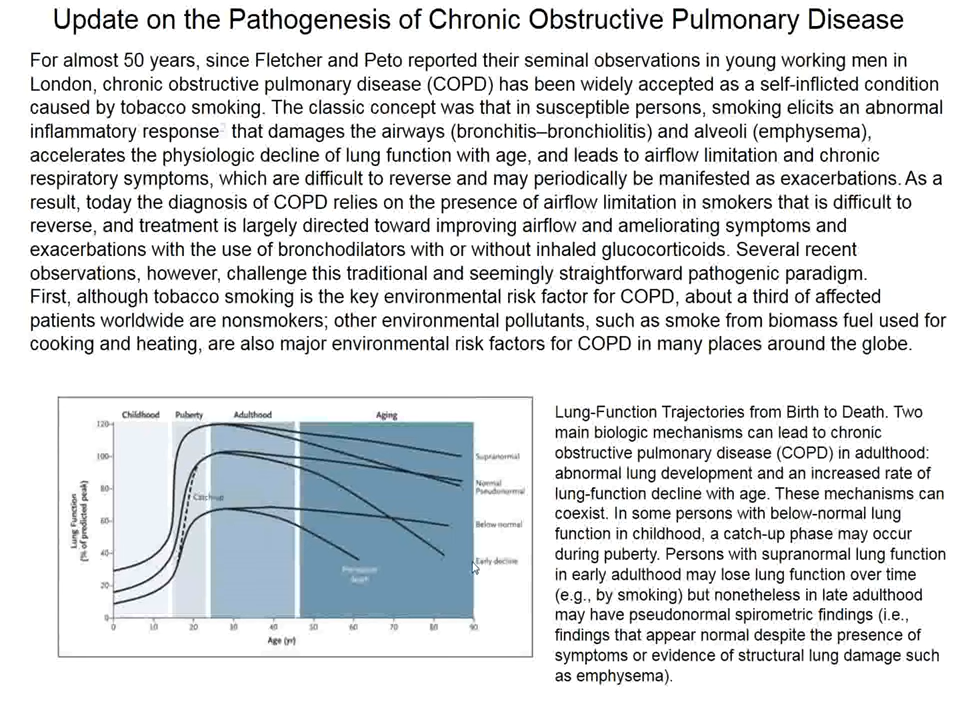 Update on the Pathogenesis of Chronic Obstructive Pulmonary Disease
For almost 50 years, since Fletcher and Peto reported their seminal observations in young working men in
London, chronic obstructive pulmonary disease (COPD) has been widely accepted as a self-inflicted condition
caused by tobacco smoking. The classic concept was that in susceptible persons, smoking elicits an abnormal
inflammatory response that damages the airways (bronchitis–bronchiolitis) and alveoli (emphysema),
accelerates the physiologic decline of lung function with age, and leads to airflow limitation and chronic
respiratory symptoms, which are difficult to reverse and may periodically be manifested as exacerbations. As a
result, today the diagnosis of COPD relies on the presence of airflow limitation in smokers that is difficult to
reverse, and treatment is largely directed toward improving airflow and ameliorating symptoms and
exacerbations with the use of bronchodilators with or without inhaled glucocorticoids. Several recent
observations, however, challenge this traditional and seemingly straightforward pathogenic paradigm.
First, although tobacco smoking is the key environmental risk factor for COPD, about a third of affected
patients worldwide are nonsmokers; other environmental pollutants, such as smoke from biomass fuel used for
cooking and heating, are also major environmental risk factors for COPD in many places around the globe.
Childhood Puberty Adulthood Aging
Lung Function
(% of predicted peak)
120
100
80
60
40
20
0
Catch-up
Supranormal
Normal
Pseudonormal
Below normal
Early decline
0 10 20 30 40 50 60 70 80 90
Age (yr)
Lung-Function Trajectories from Birth to Death. Two
main biologic mechanisms can lead to chronic
obstructive pulmonary disease (COPD) in adulthood:
abnormal lung development and an increased rate of
lung-function decline with age. These mechanisms can
coexist. In some persons with below-normal lung
function in childhood, a catch-up phase may occur
during puberty. Persons with supranormal lung function
in early adulthood may lose lung function over time
(e.g., by smoking) but nonetheless in late adulthood
may have pseudonormal spirometric findings (i.e.,
findings that appear normal despite the presence of
symptoms or evidence of structural lung damage such
as emphysema).